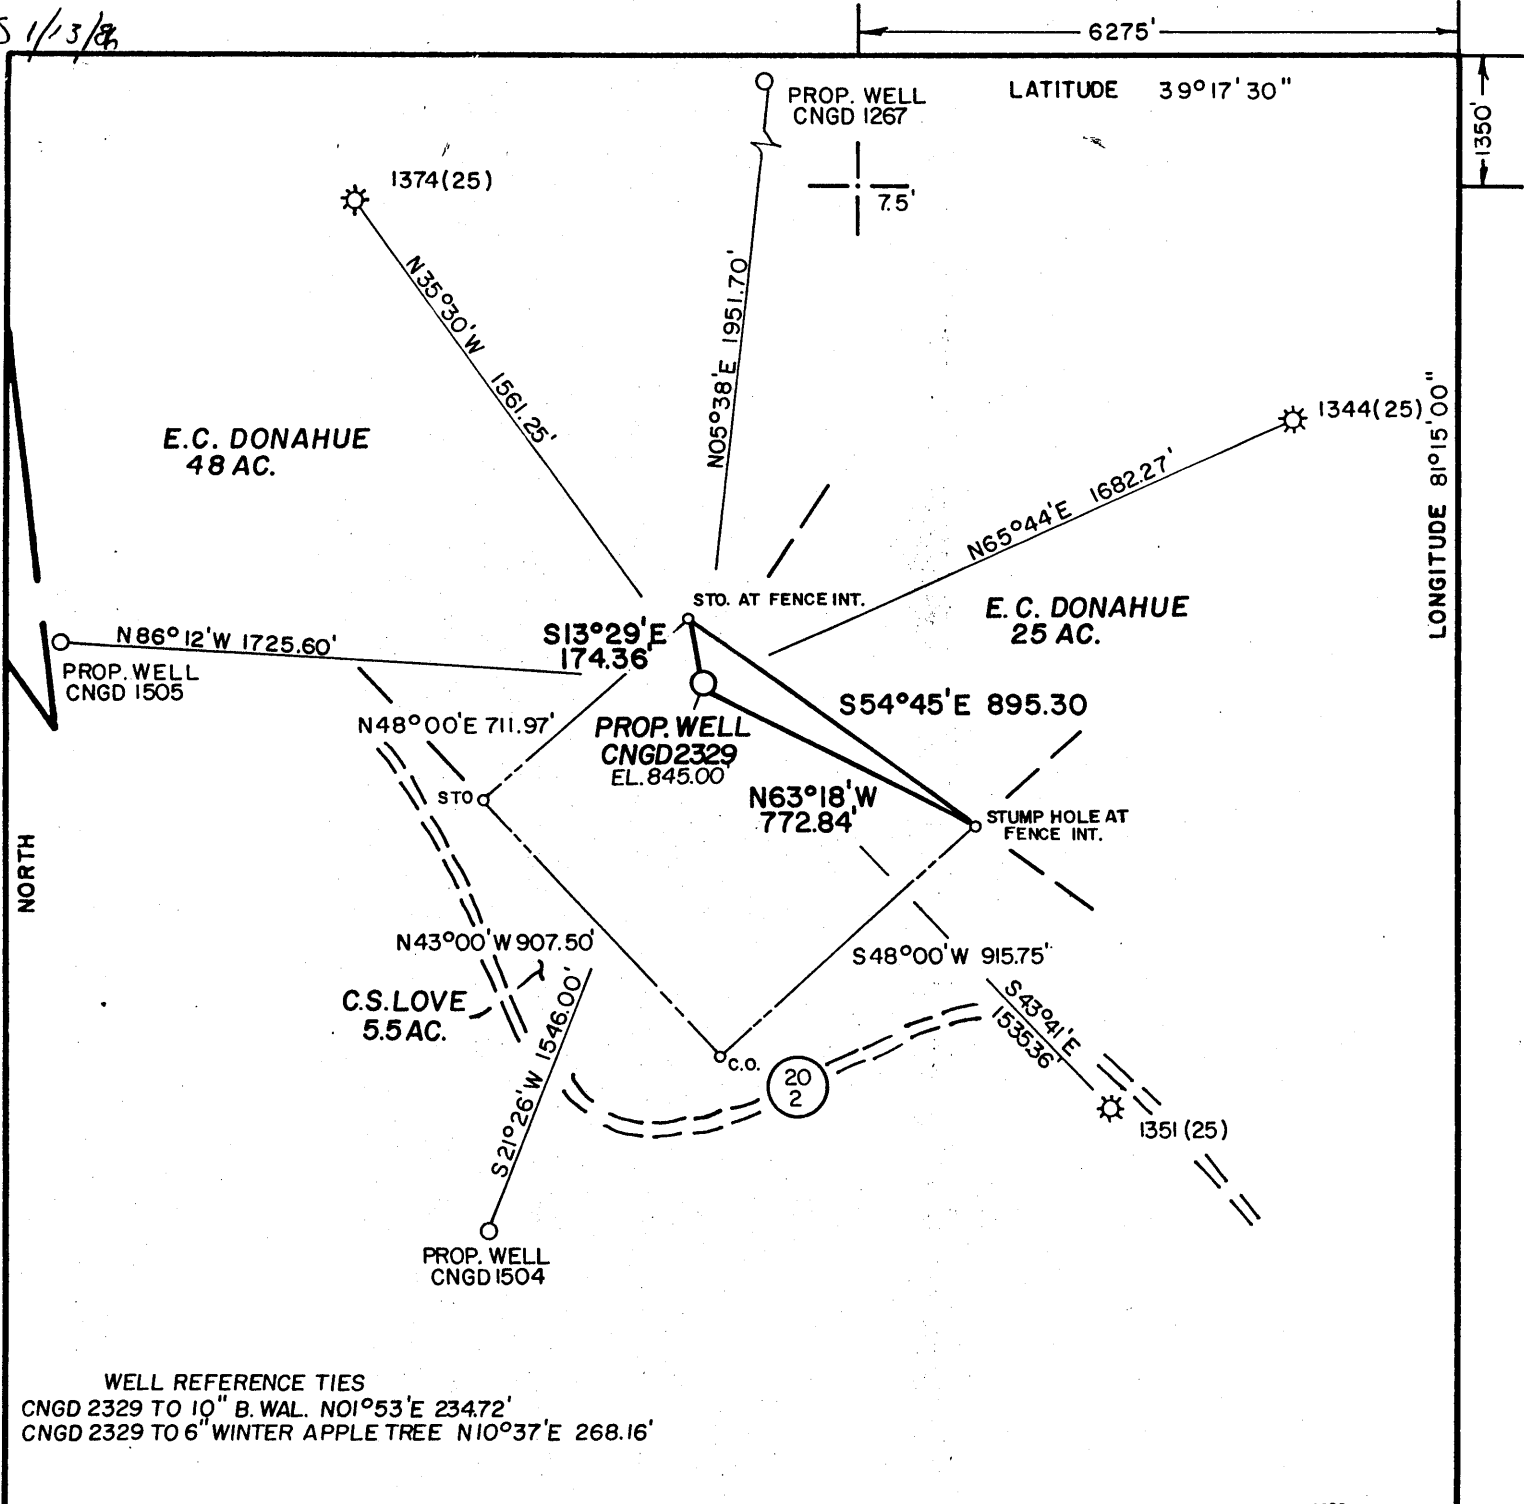 1/13/86
6275'
LATITUDE 39°17'30"
1350'
PROP. WELL
CNGD 1267
7.5'
1374(25)
N35°30'W 1561.25'
N05°38'E 1951.70'
1344(25)
N65°44'E 1682.27'
LONGITUDE 81°15'00"
E.C. DONAHUE
48 AC.
STO. AT FENCE INT.
E.C. DONAHUE
25 AC.
S13°29'E
174.36'
N86°12'W 1725.60'
PROP. WELL
CNGD 1505
S54°45'E 895.30
N48°00'E 711.97'
PROP. WELL
CNGD2329
EL. 845.00'
STO
N63°18'W
772.84'
STUMP HOLE AT
FENCE INT.
NORTH
N43°00'W 907.50'
S48°00'W 915.75'
C.S. LOVE
5.5 AC.
S21°26'W 1546.00'
S43°41'E
1535.36'
C.O.
20
2
1351 (25)
PROP. WELL
CNGD 1504
WELL REFERENCE TIES
CNGD 2329 TO 10" B. WAL. N01°53'E 234.72'
CNGD 2329 TO 6" WINTER APPLE TREE N10°37'E 268.16'